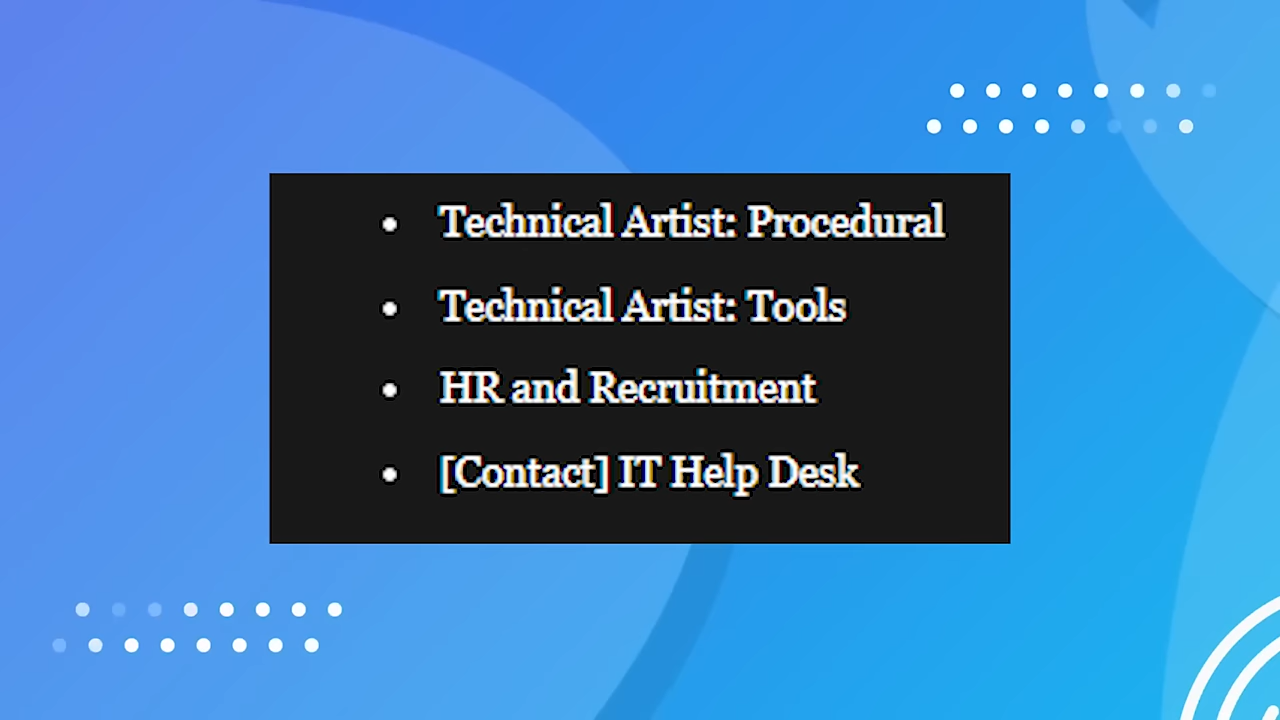 Technical Artist: Procedural
Technical Artist: Tools
HR and Recruitment
[Contact] IT Help Desk